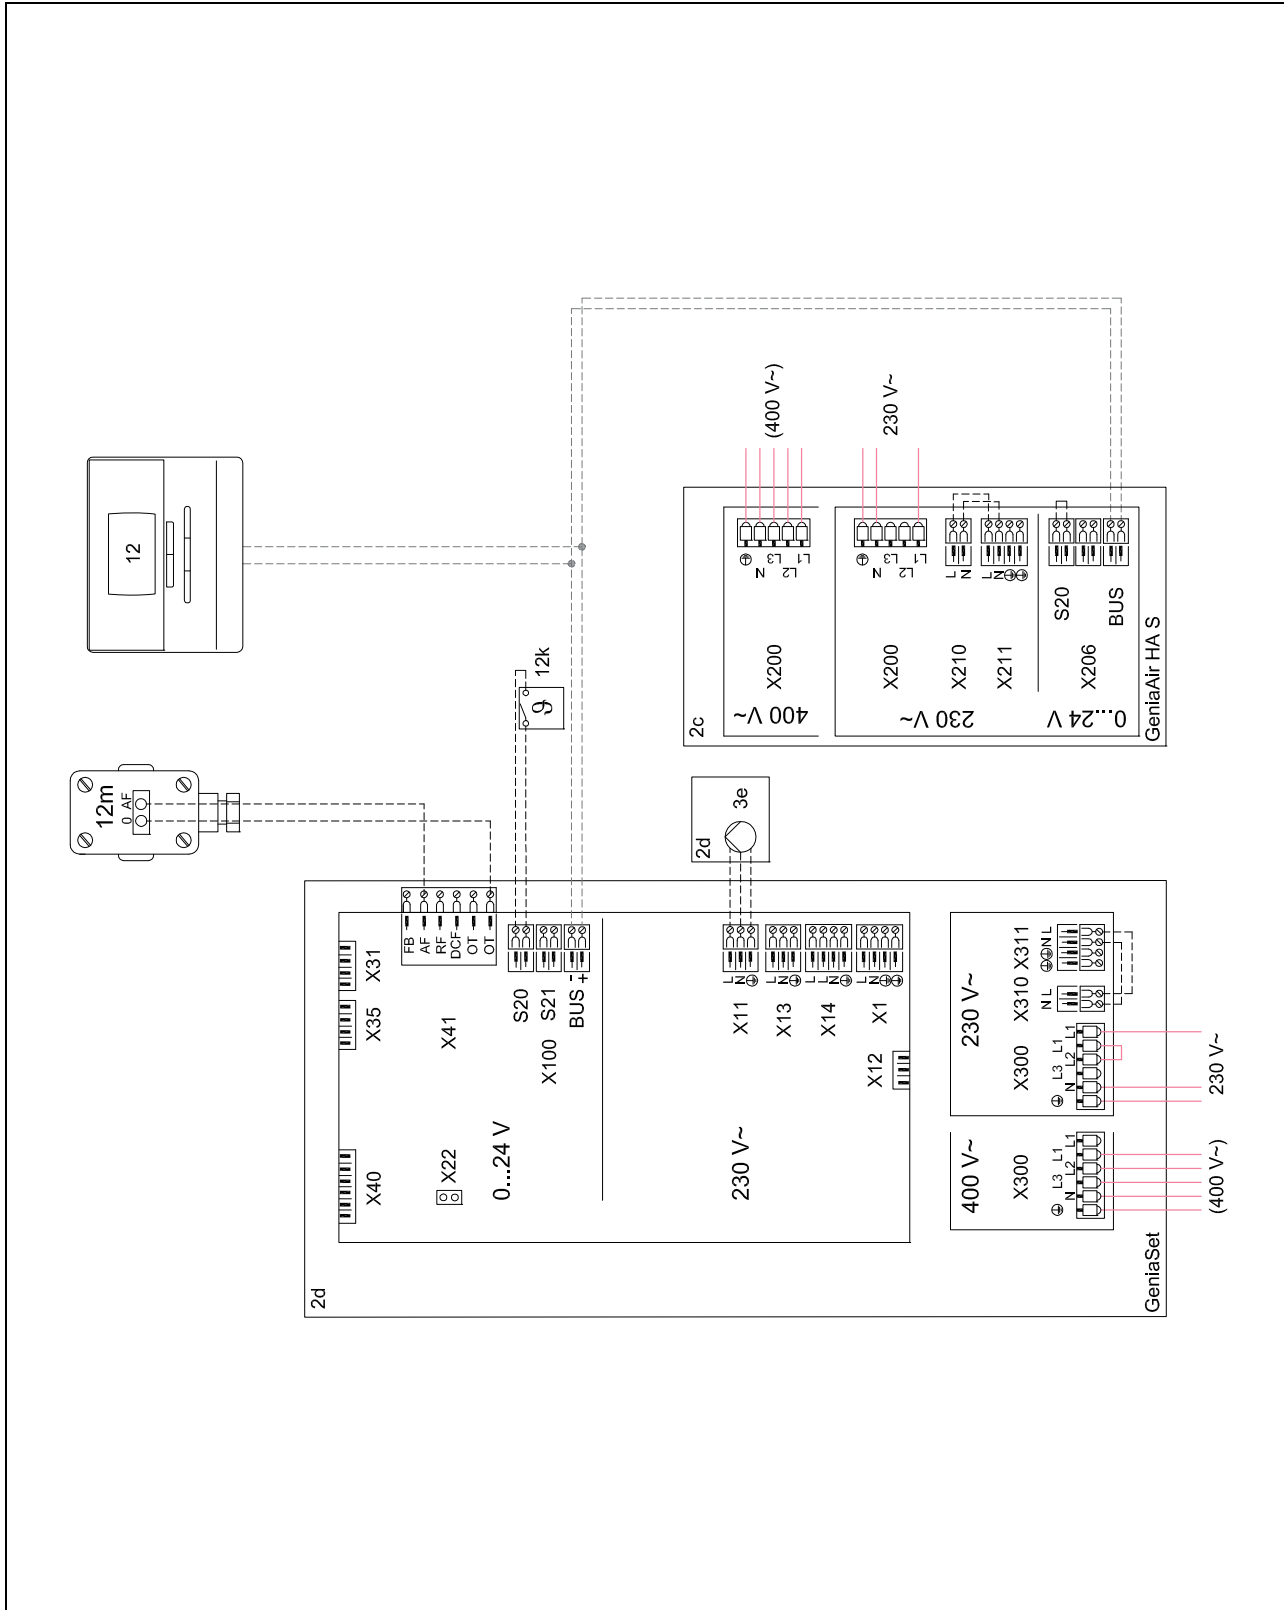 12
12m
0 AF
12k
ϑ
2c
400 V~
X200
N
L3
L2
L1
(400 V~)
230 V~
X200
N
L3
L2
L1
230 V~
X210
L
N
X211
L
N
0...24 V
S20
X206
BUS
GeniaAir HA S
2d
3e
2d
X40
X35
X31
X22
X41
FB
AF
RF
DCF
OT
OT
0...24 V
S20
X100
S21
BUS
-
+
230 V~
X11
L
N
X13
L
N
X14
L
L
N
X12
X1
L
N
400 V~
X300
N
L3
L2
L1
L1
(400 V~)
230 V~
X300
N
L3
L2
L1
L1
230 V~
X310
N L
X311
N L
GeniaSet